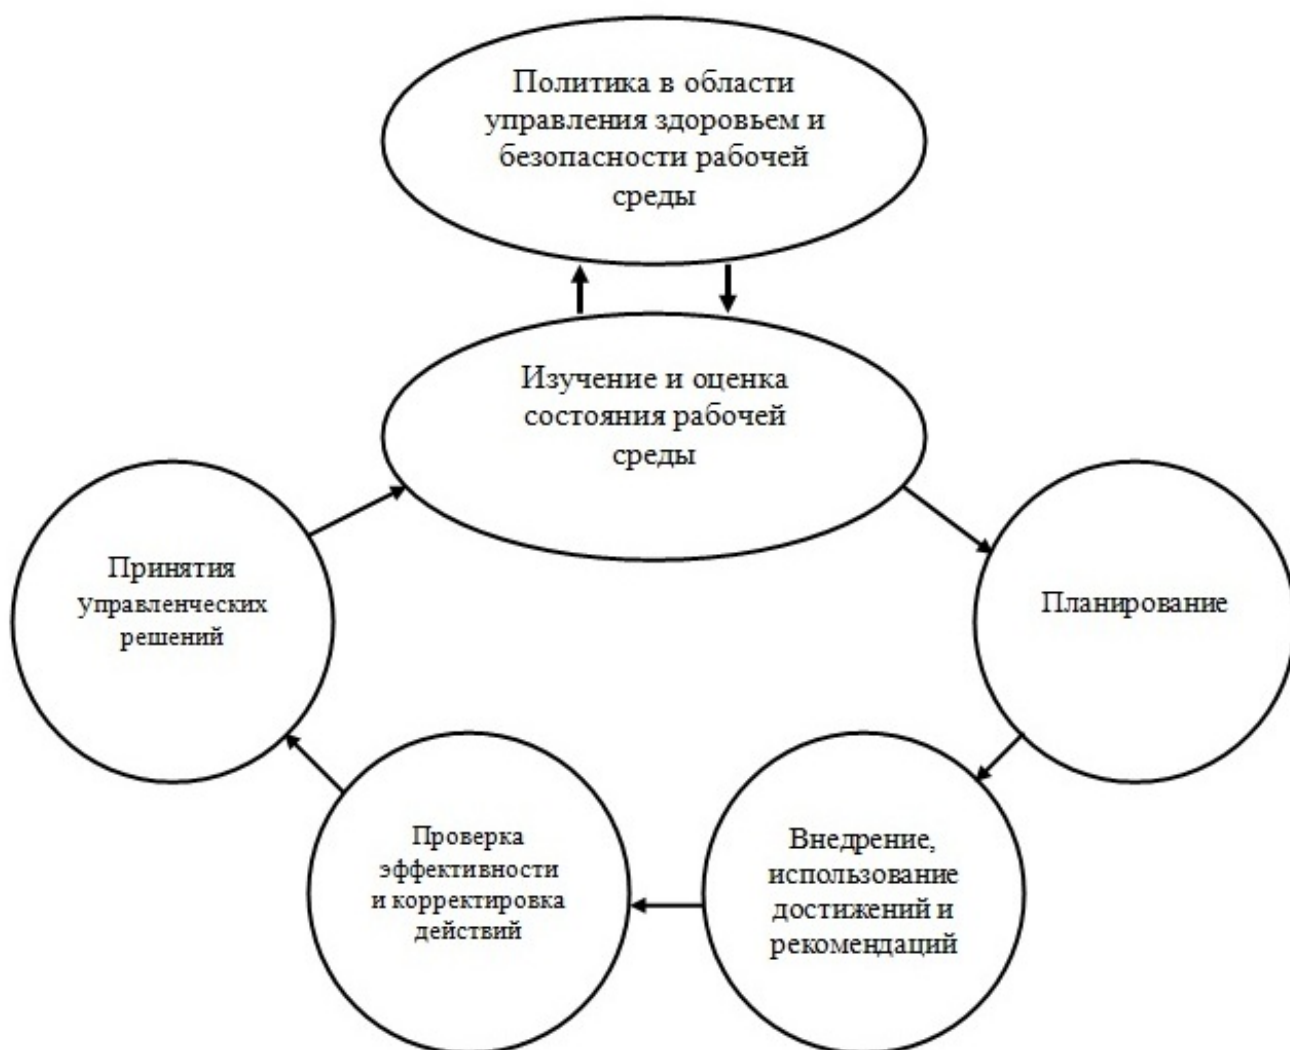 Политика в области
управления здоровьем и
безопасности рабочей
среды
Изучение и оценка
состояния рабочей
среды
Принятия
управленческих
решений
Планирование
Проверка
эффективности
и корректировка
действий
Внедрение,
использование
достижений и
рекомендаций